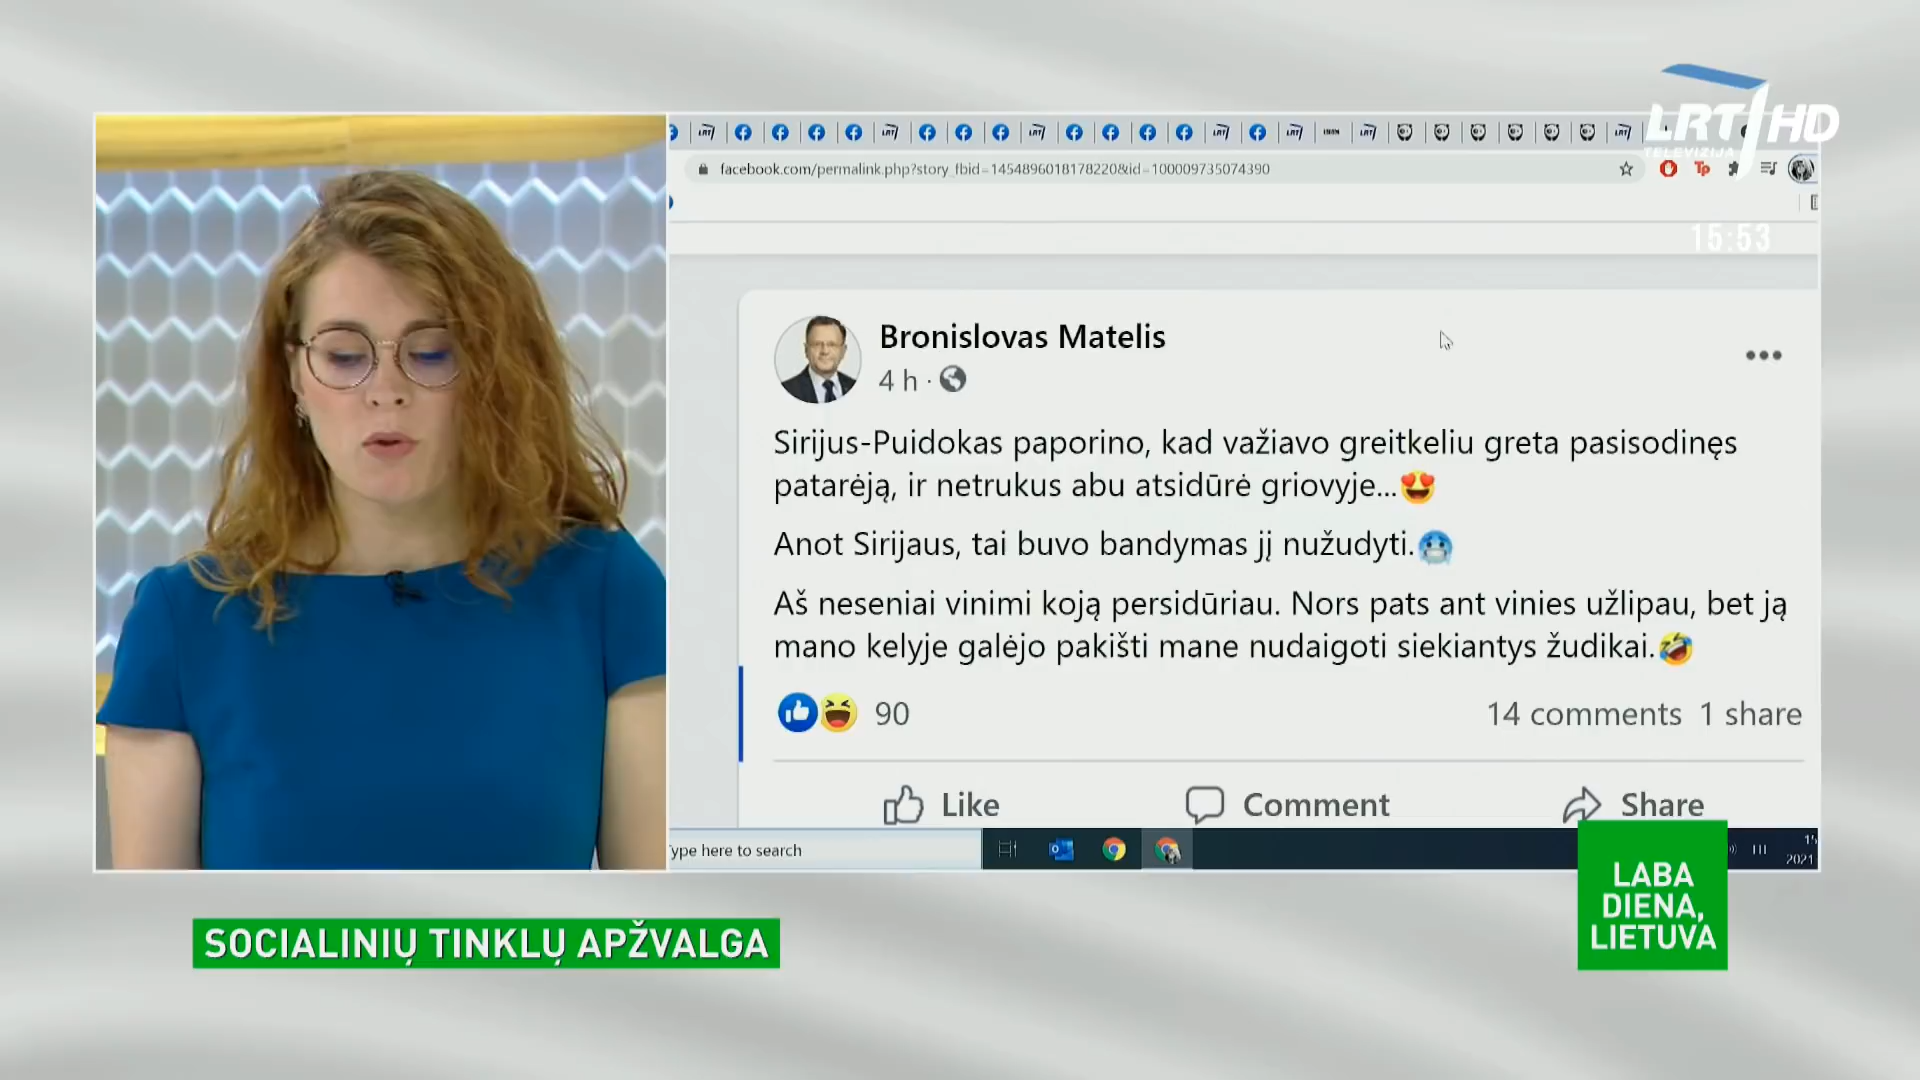 LRT HD
TELEVIZIJA
facebook.com/permalink.php?story_fbid=1454896018178220&id=100009735074390
15:53
Bronislovas Matelis
4 h ·
Sirijus-Puidokas paporino, kad važiavo greitkeliu greta pasisodinęs
patarėją, ir netrukus abu atsidūrė griovyje...😍
Anot Sirijaus, tai buvo bandymas jį nužudyti.🥶
Aš neseniai vinimi koją persidūriau. Nors pats ant vinies užlipau, bet ją
mano kelyje galėjo pakišti mane nudaigoti siekiantys žudikai.🤣
90
14 comments 1 share
Like Comment Share
ype here to search
2021
LABA
DIENA,
LIETUVA
SOCIALINIŲ TINKLŲ APŽVALGA